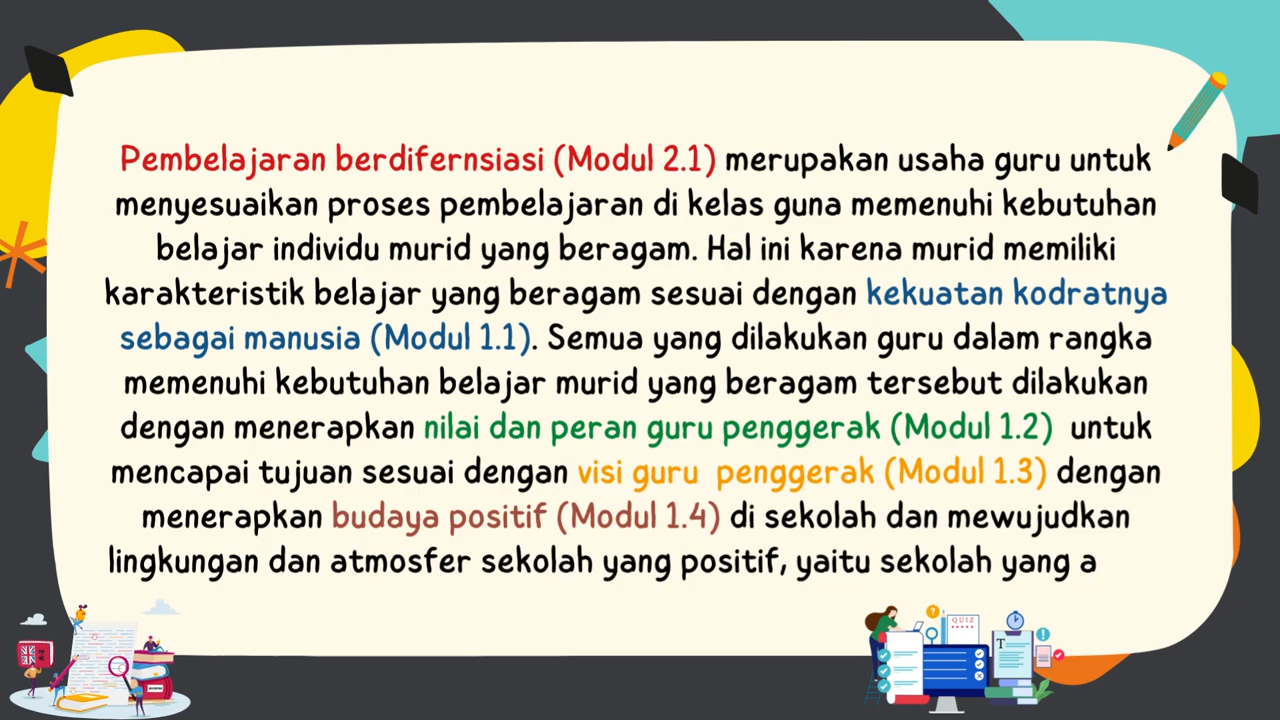 Pembelajaran berdifernsiasi (Modul 2.1) merupakan usaha guru untuk
menyesuaikan proses pembelajaran di kelas guna memenuhi kebutuhan
belajar individu murid yang beragam. Hal ini karena murid memiliki
karakteristik belajar yang beragam sesuai dengan kekuatan kodratnya
sebagai manusia (Modul 1.1). Semua yang dilakukan guru dalam rangka
memenuhi kebutuhan belajar murid yang beragam tersebut dilakukan
dengan menerapkan nilai dan peran guru penggerak (Modul 1.2) untuk
mencapai tujuan sesuai dengan visi guru penggerak (Modul 1.3) dengan
menerapkan budaya positif (Modul 1.4) di sekolah dan mewujudkan
lingkungan dan atmosfer sekolah yang positif, yaitu sekolah yang a
QUIZ
T